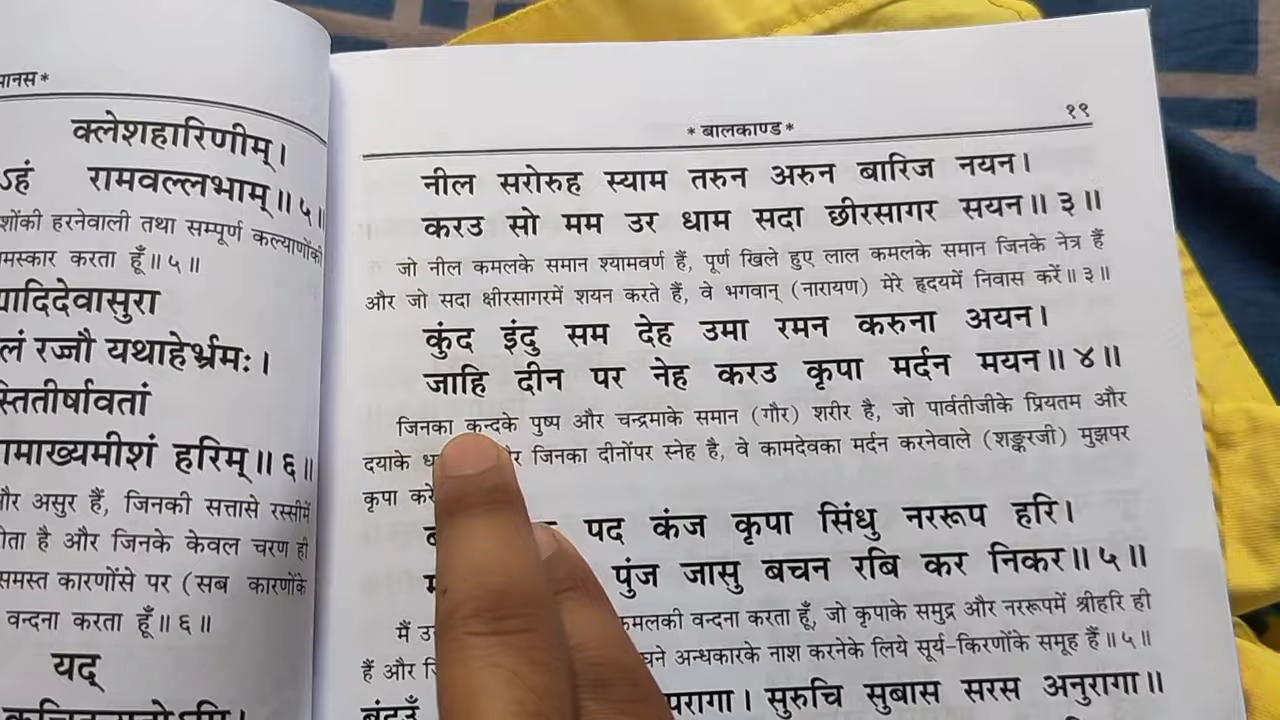 मानस *
क्लेशहारिणीम्।
ऽहं रामवल्लभाम्॥ ५॥
शोंकी हरनेवाली तथा सम्पूर्ण कल्याणोंकी
मस्कार करता हूँ॥ ५॥
यादिदेवासुरा
लं रज्जौ यथाहेर्भ्रमः।
स्तितीर्षावतां
मामाख्यमीशं हरिम्॥ ६॥
और असुर हैं, जिनकी सत्तासे रस्सीमें
होता है और जिनके केवल चरण ही
समस्त कारणोंसे पर (सब कारणोंके
वन्दना करता हूँ॥ ६॥
यद्
* बालकाण्ड *
१९
नील सरोरुह स्याम तरुन अरुन बारिज नयन।
करउ सो मम उर धाम सदा छीरसागर सयन॥ ३॥
जो नील कमलके समान श्यामवर्ण हैं, पूर्ण खिले हुए लाल कमलके समान जिनके नेत्र हैं
और जो सदा क्षीरसागरमें शयन करते हैं, वे भगवान् (नारायण) मेरे हृदयमें निवास करें॥ ३॥
कुंद इंदु सम देह उमा रमन करुना अयन।
जाहि दीन पर नेह करउ कृपा मर्दन मयन॥ ४॥
जिनका कुन्दके पुष्प और चन्द्रमाके समान (गौर) शरीर है, जो पार्वतीजीके प्रियतम और
दयाके जिनका दीनोंपर स्नेह है, वे कामदेवका मर्दन करनेवाले (शङ्करजी) मुझपर
कृपा करें
पद कंज कृपा सिंधु नररूप हरि।
पुंज जासु बचन रबि कर निकर॥ ५॥
मैं कमलकी वन्दना करता हूँ, जो कृपाके समुद्र और नररूपमें श्रीहरि ही
हैं और घने अन्धकारके नाश करनेके लिये सूर्य-किरणोंके समूह हैं॥ ५॥
बंदउँ परागा। सुरुचि सुबास सरस अनुरागा॥